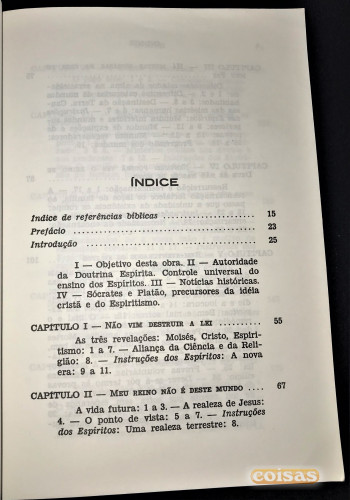 ÍNDICE
Índice de referências bíblicas .................. 15
Prefácio .................. 23
Introdução .................. 25
I — Objetivo desta obra. II — Autoridade
da Doutrina Espírita. Controle universal do
ensino dos Espíritos. III — Notícias históricas.
IV — Sócrates e Platão, precursores da idéia
cristã e do Espiritismo.
CAPÍTULO I — NÃO VIM DESTRUIR A LEI .......... 55
As três revelações: Moisés, Cristo, Espiri-
tismo: 1 a 7. — Aliança da Ciência e da Reli-
gião: 8. — Instruções dos Espíritos: A nova
era: 9 a 11.
CAPÍTULO II — MEU REINO NÃO É DESTE MUNDO .... 67
A vida futura: 1 a 3. — A realeza de Jesus:
4. — O ponto de vista: 5 a 7. — Instruções
dos Espíritos: Uma realeza terrestre: 8.
coisas